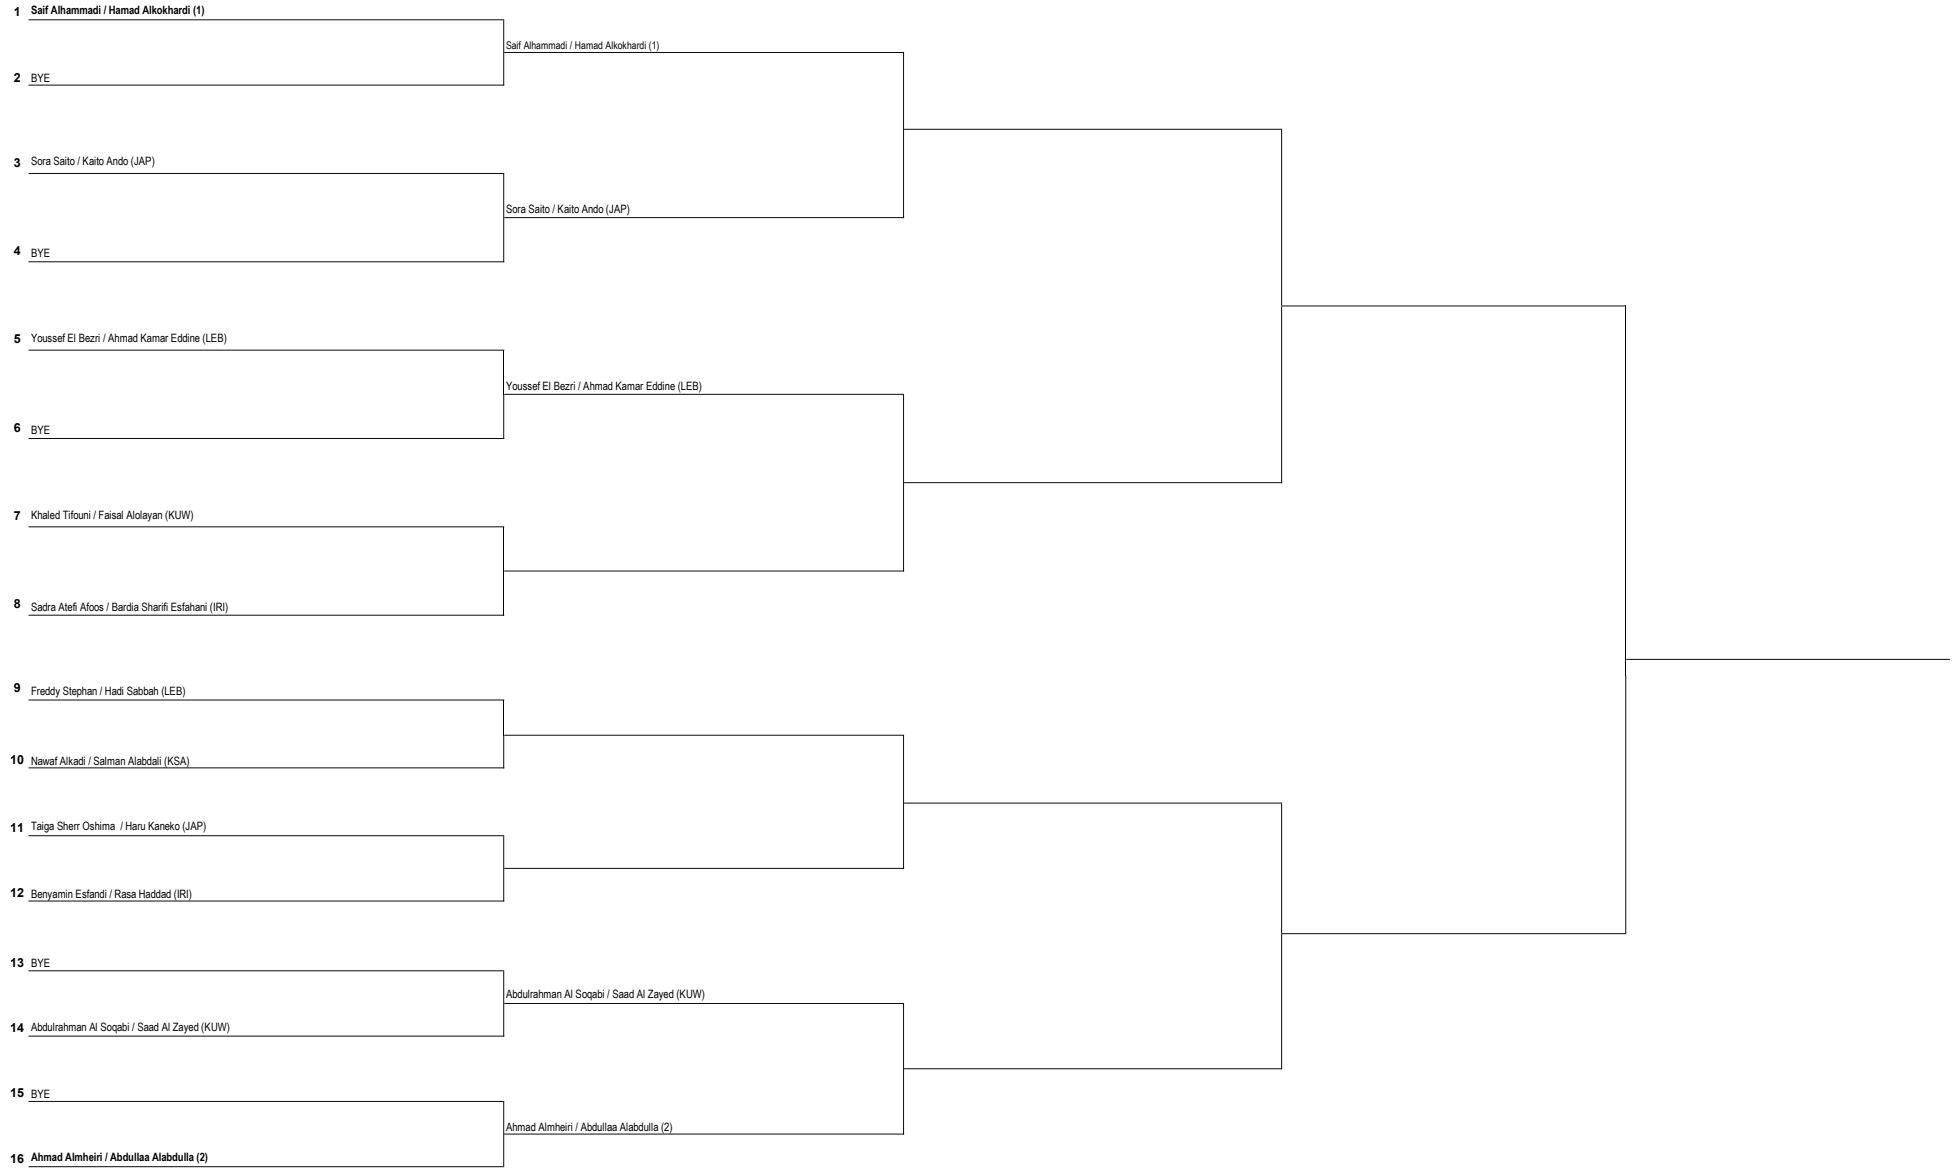 1 Saif Alhammadi / Hamad Alkokhardi (1)
Saif Alhammadi / Hamad Alkokhardi (1)
2 BYE
3 Sora Saito / Kaito Ando (JAP)
Sora Saito / Kaito Ando (JAP)
4 BYE
5 Youssef El Bezri / Ahmad Kamar Eddine (LEB)
Youssef El Bezri / Ahmad Kamar Eddine (LEB)
6 BYE
7 Khaled Tifouni / Faisal Alolayan (KUW)
8 Sadra Atefi Afoos / Bardia Sharifi Esfahani (IRI)
9 Freddy Stephan / Hadi Sabbah (LEB)
10 Nawaf Alkadi / Salman Alabdali (KSA)
11 Taiga Sherr Oshima  / Haru Kaneko (JAP)
12 Benyamin Esfandi / Rasa Haddad (IRI)
13 BYE
Abdulrahman Al Soqabi / Saad Al Zayed (KUW)
14 Abdulrahman Al Soqabi / Saad Al Zayed (KUW)
15 BYE
Ahmad Almheiri / Abdullaa Alabdulla (2)
16 Ahmad Almheiri / Abdullaa Alabdulla (2)